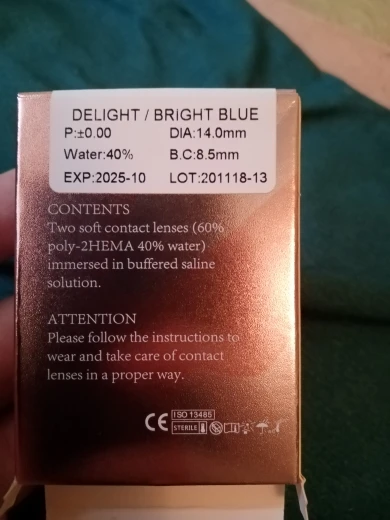 DELIGHT / BRIGHT BLUE
P:±0.00 DIA:14.0mm
Water:40% B.C:8.5mm
EXP:2025-10 LOT:201118-13
CONTENTS
Two soft contact lenses (60%
poly-2HEMA 40% water)
immersed in buffered saline
solution.
ATTENTION
Please follow the instructions to
wear and take care of contact
lenses in a proper way.
CE ISO 13485
STERILE